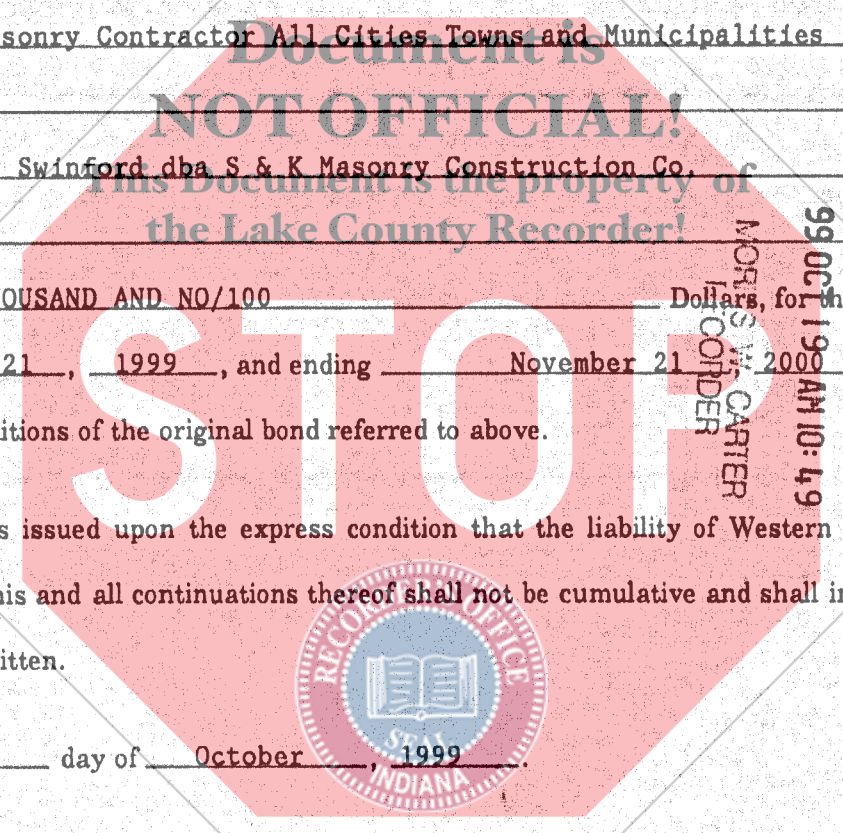 sonry Contractor All Cities Towns and Municipalities
Document is
NOT OFFICIAL!
Swinford dba S & K Masonry Construction Co.
This Document is the property of
the Lake County Recorder!
OUSAND AND NO/100 Dollars, for th
21, 1999, and ending November 21, 2000
itions of the original bond referred to above.
STOP
99 OCT 19 AM 10:49
MORRIS W. CARTER
RECORDER
s issued upon the express condition that the liability of Western
his and all continuations thereof shall not be cumulative and shall in
itten.
day of October, 1999.
RECORDER'S OFFICE
SEAL
INDIANA